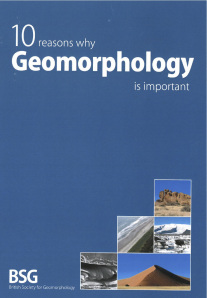 10 reasons why
Geomorphology
is important
BSG
British Society for Geomorphology